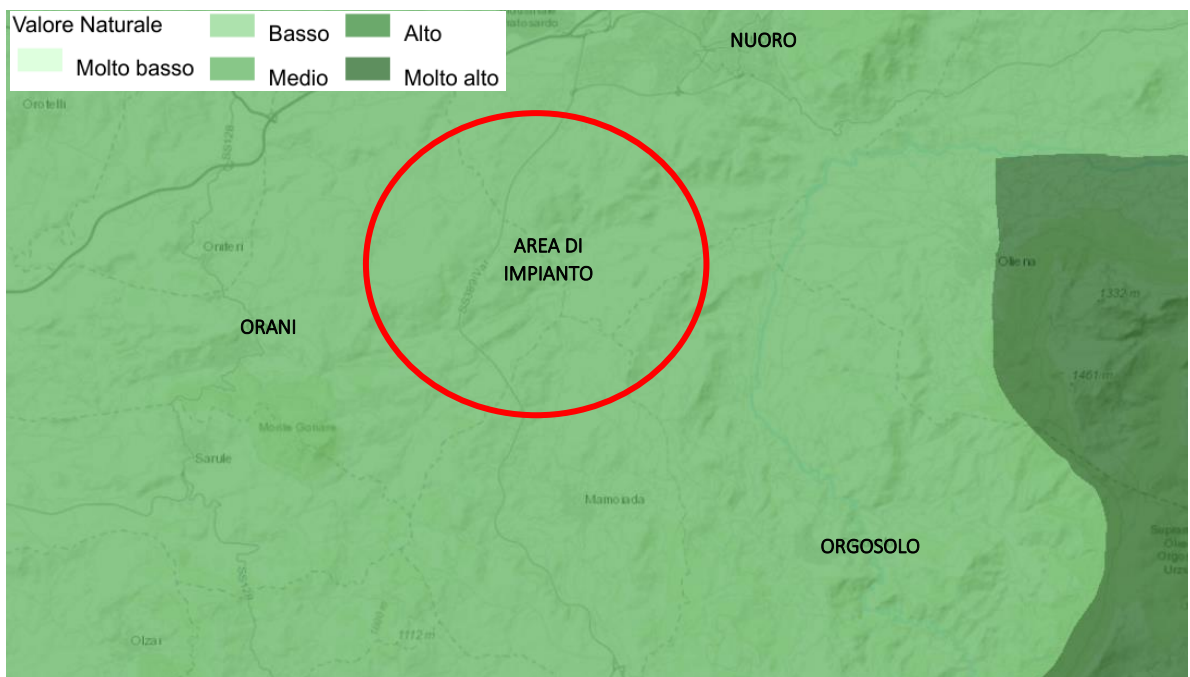 Valore Naturale
Molto basso
Basso
Medio
Alto
Molto alto
NUORO
Orotelli
SS128
Oniferi
AREA DI
IMPIANTO
Oliena
1332 m
ORANI
1461 m
Monte Gonare
Sarule
Mamoiada
ORGOSOLO
Olzai
1112 m